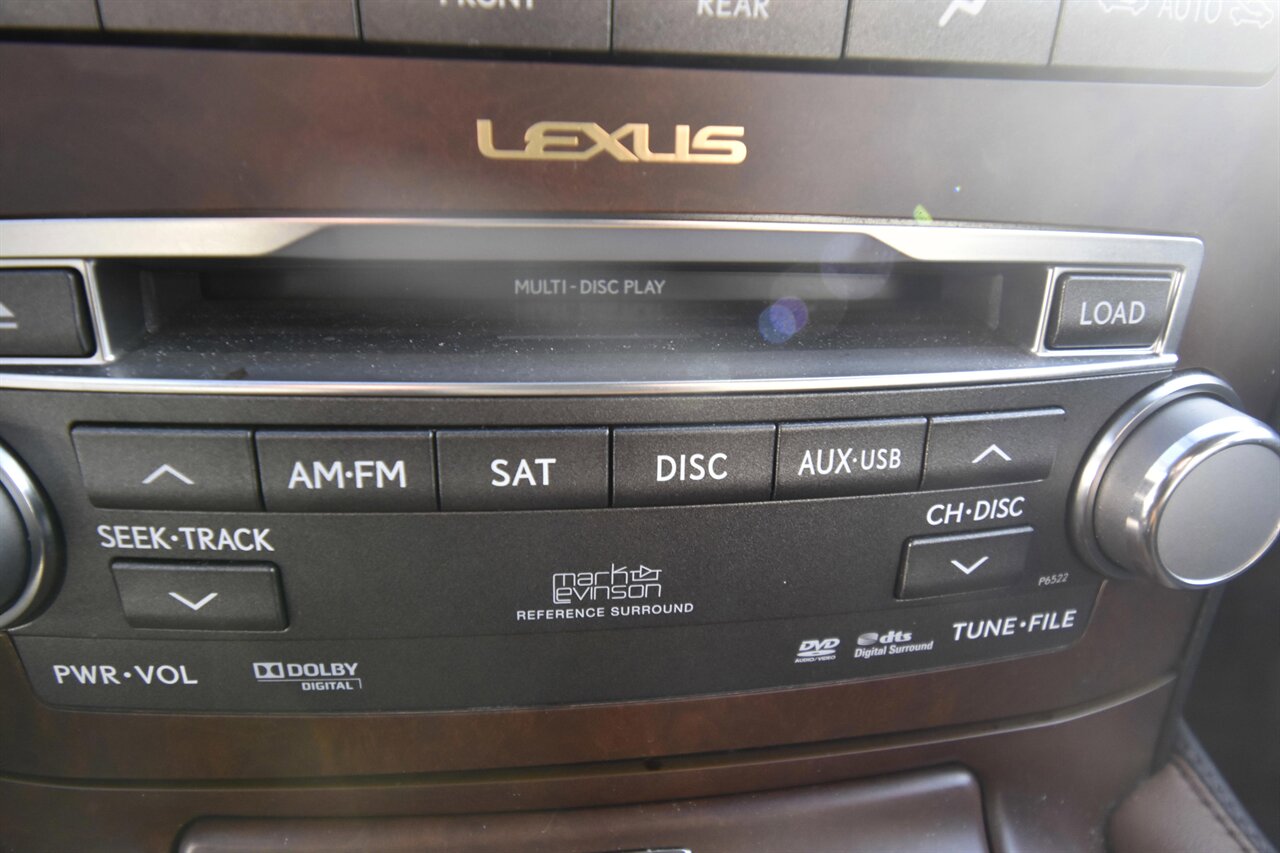 FRONT REAR AUTO
LEXUS
MULTI-DISC PLAY
LOAD
AM•FM SAT DISC AUX•USB
SEEK•TRACK
CH•DISC
mark Levinson
REFERENCE SURROUND
P6522
PWR•VOL
DOLBY
DIGITAL
DVD
AUDIO/VIDEO
dts
Digital Surround
TUNE•FILE